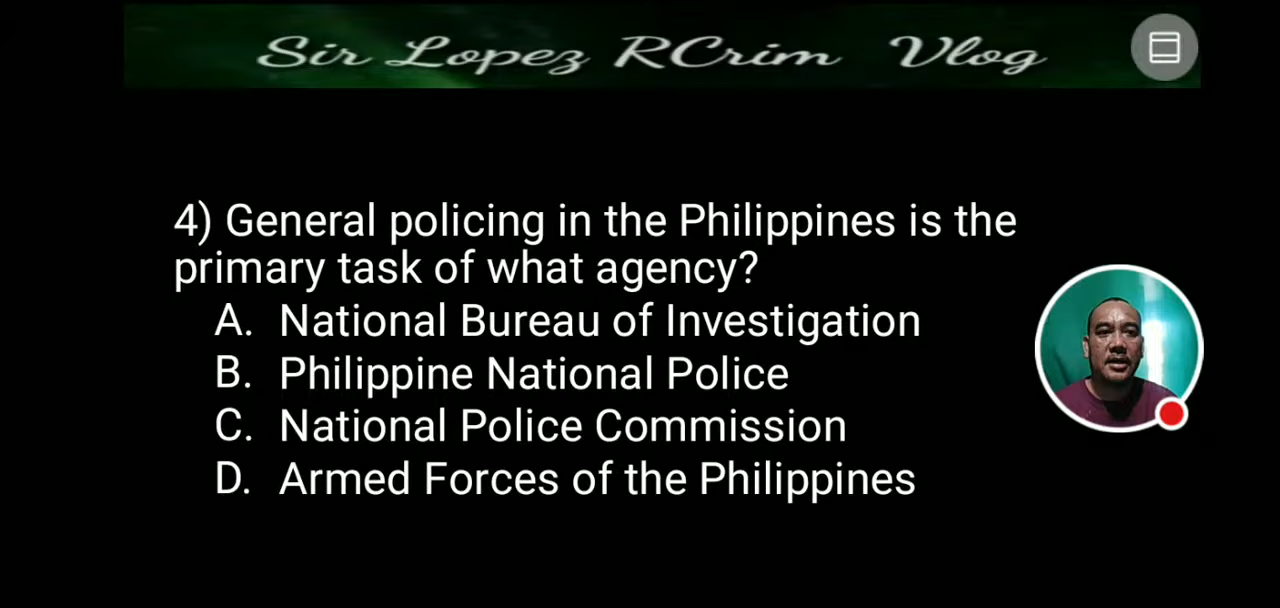 Sir Lopez RCrim Vlog
4) General policing in the Philippines is the
primary task of what agency?
A. National Bureau of Investigation
B. Philippine National Police
C. National Police Commission
D. Armed Forces of the Philippines